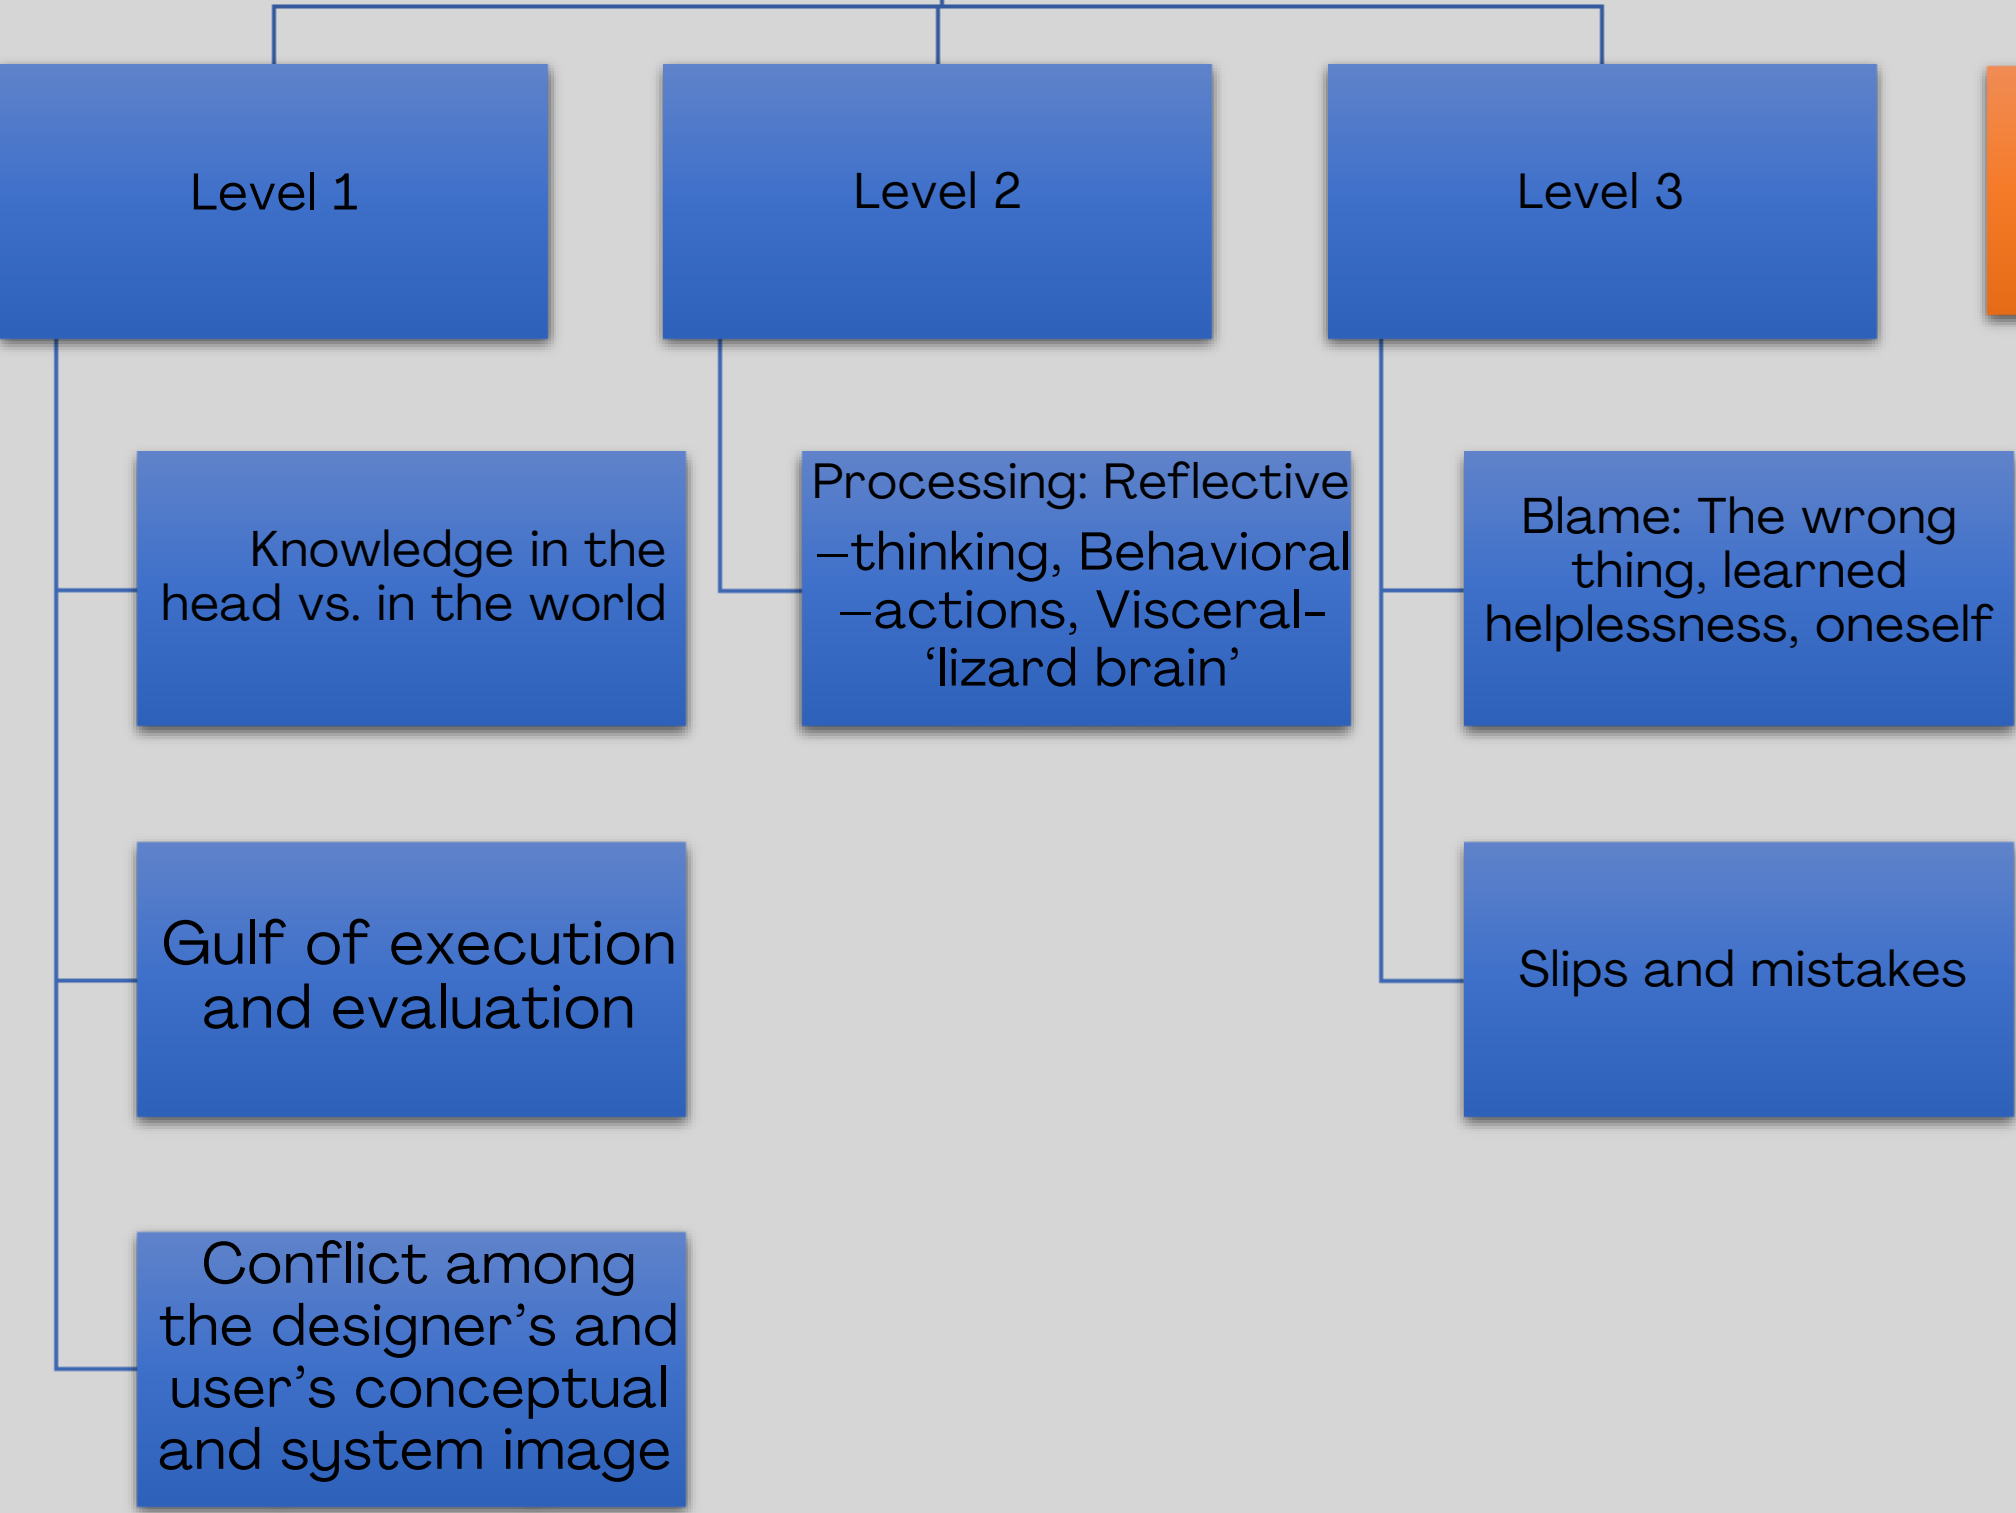 Level 1
Level 2
Level 3
Knowledge in the
head vs. in the world
Processing: Reflective
–thinking, Behavioral
–actions, Visceral-
‘lizard brain’
Blame: The wrong
thing, learned
helplessness, oneself
Gulf of execution
and evaluation
Slips and mistakes
Conflict among
the designer’s and
user’s conceptual
and system image